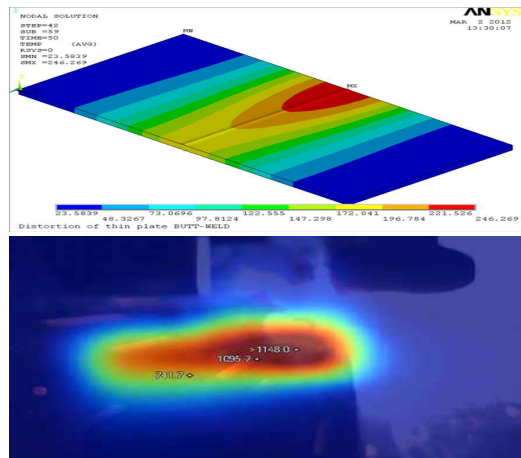 1
NODAL SOLUTION
STEP=42
SUB =59
TIME=50
TEMP (AVG)
RSYS=0
SMN =23.5839
SMX =246.269
ANSYS
MAR 2 2012
13:30:07
MN
MX
Z
23.5839 73.0696 122.555 172.041 221.526
48.3267 97.8124 147.298 196.784 246.269
Distortion of thin plate BUTT-WELD
>1148.0
1095.7